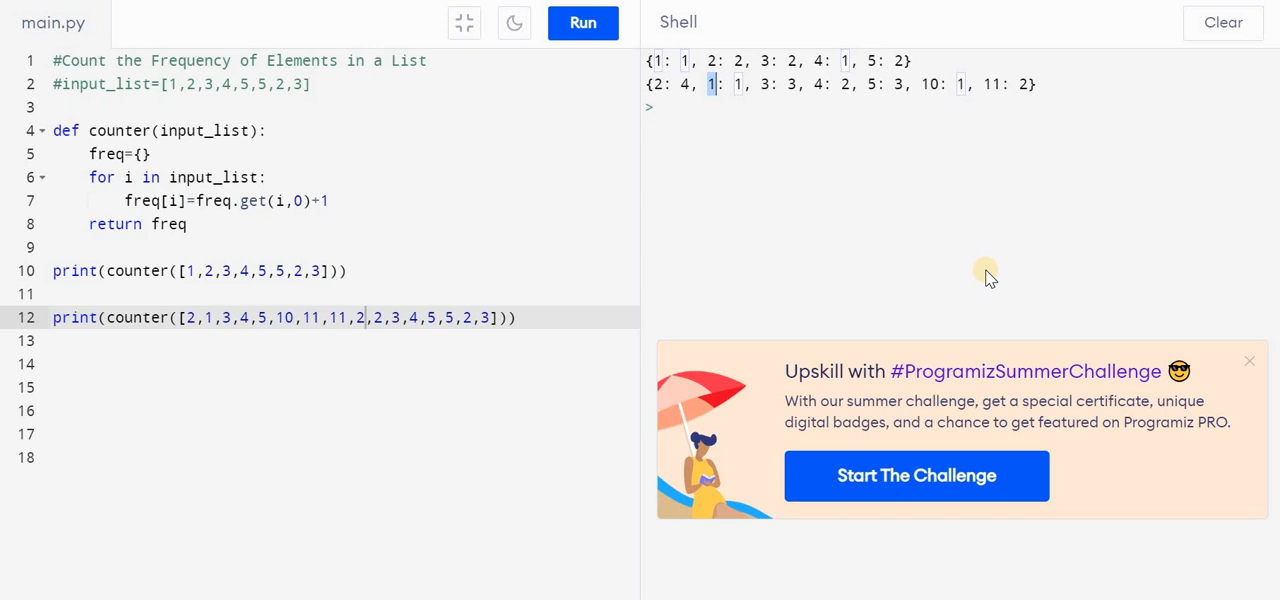 main.py
Run
Shell
Clear
1 #Count the Frequency of Elements in a List
2 #input_list=[1,2,3,4,5,5,2,3]
3
4 def counter(input_list):
5 freq={}
6 for i in input_list:
7 freq[i]=freq.get(i,0)+1
8 return freq
9
10 print(counter([1,2,3,4,5,5,2,3]))
11
12 print(counter([2,1,3,4,5,10,11,11,2,2,3,4,5,5,2,3]))
13
14
15
16
17
18
{1: 1, 2: 2, 3: 2, 4: 1, 5: 2}
{2: 4, 1: 1, 3: 3, 4: 2, 5: 3, 10: 1, 11: 2}
>
Upskill with #ProgramizSummerChallenge 😎
With our summer challenge, get a special certificate, unique
digital badges, and a chance to get featured on Programiz PRO.
Start The Challenge